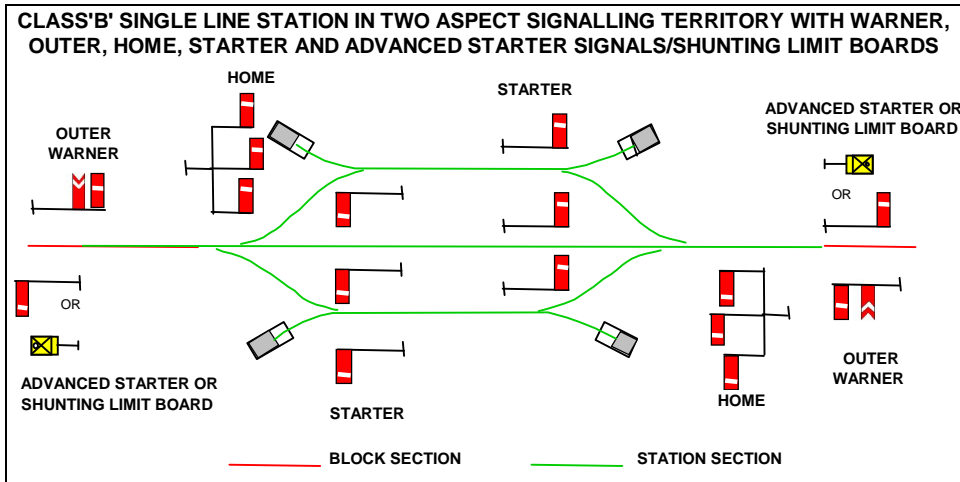 CLASS'B' SINGLE LINE STATION IN TWO ASPECT SIGNALLING TERRITORY WITH WARNER,
OUTER, HOME, STARTER AND ADVANCED STARTER SIGNALS/SHUNTING LIMIT BOARDS
HOME
STARTER
OUTER
WARNER
ADVANCED STARTER OR
SHUNTING LIMIT BOARD
OR
OR
ADVANCED STARTER OR
SHUNTING LIMIT BOARD
STARTER
HOME
OUTER
WARNER
BLOCK SECTION
STATION SECTION